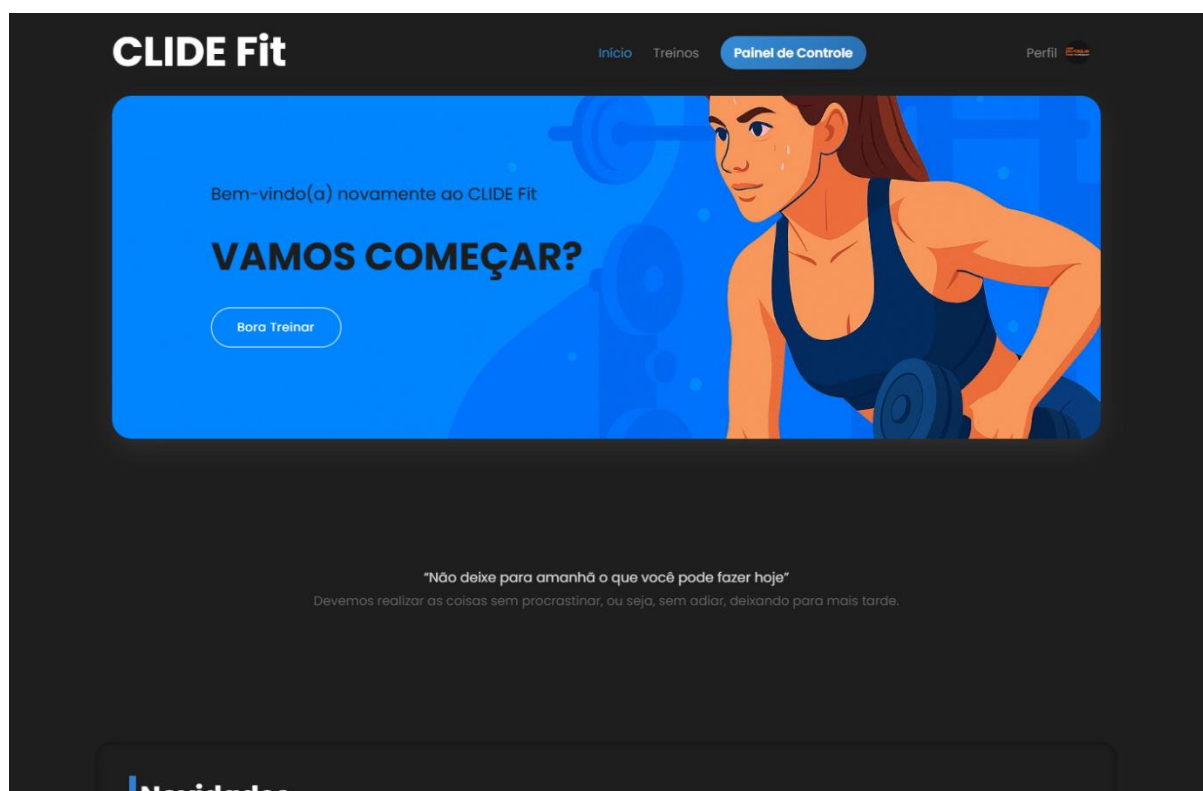 CLIDE Fit
Início Treinos Painel de Controle Perfil
Bem-vindo(a) novamente ao CLIDE Fit
VAMOS COMEÇAR?
Bora Treinar
“Não deixe para amanhã o que você pode fazer hoje”
Devemos realizar as coisas sem procrastinar, ou seja, sem adiar, deixando para mais tarde.
Novidades